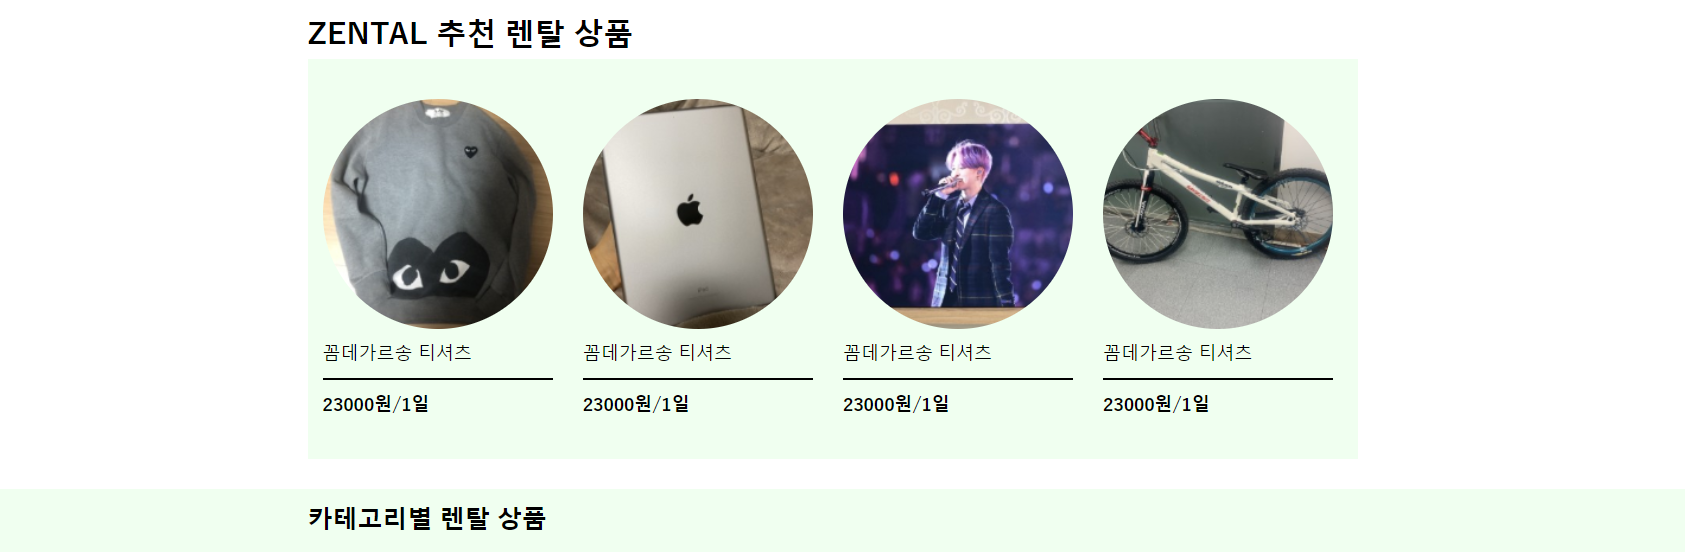 ZENTAL 추천 렌탈 상품
꼼데가르송 티셔츠
23000원/1일
꼼데가르송 티셔츠
23000원/1일
꼼데가르송 티셔츠
23000원/1일
꼼데가르송 티셔츠
23000원/1일
카테고리별 렌탈 상품